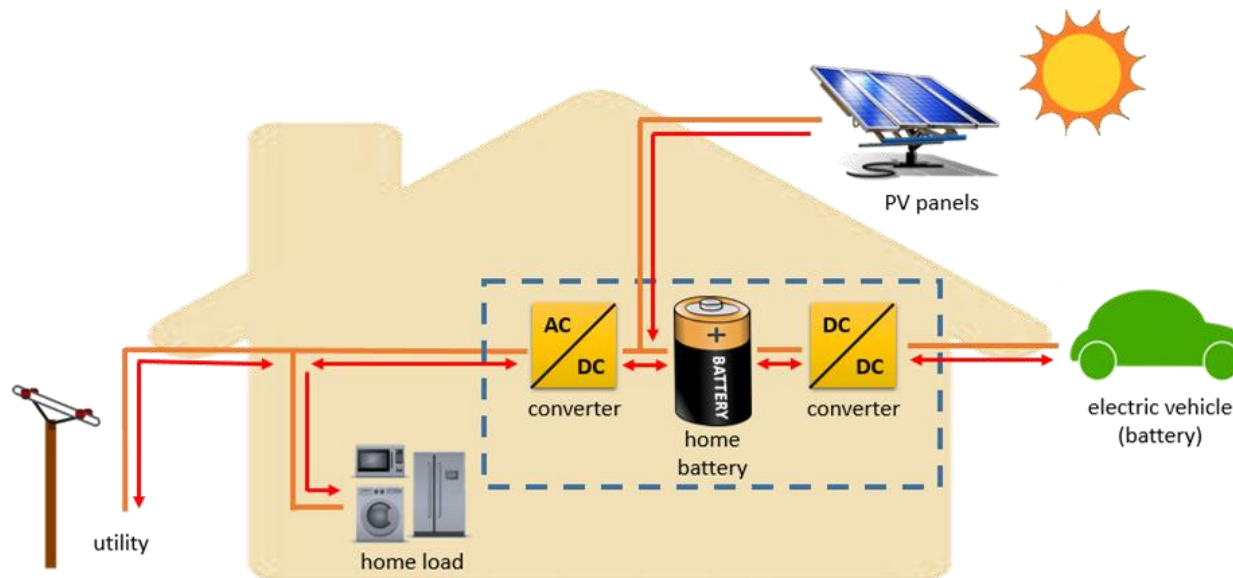 PV panels
AC
DC
converter
+
BATTERY
home
battery
DC
DC
converter
electric vehicle
(battery)
utility
home load